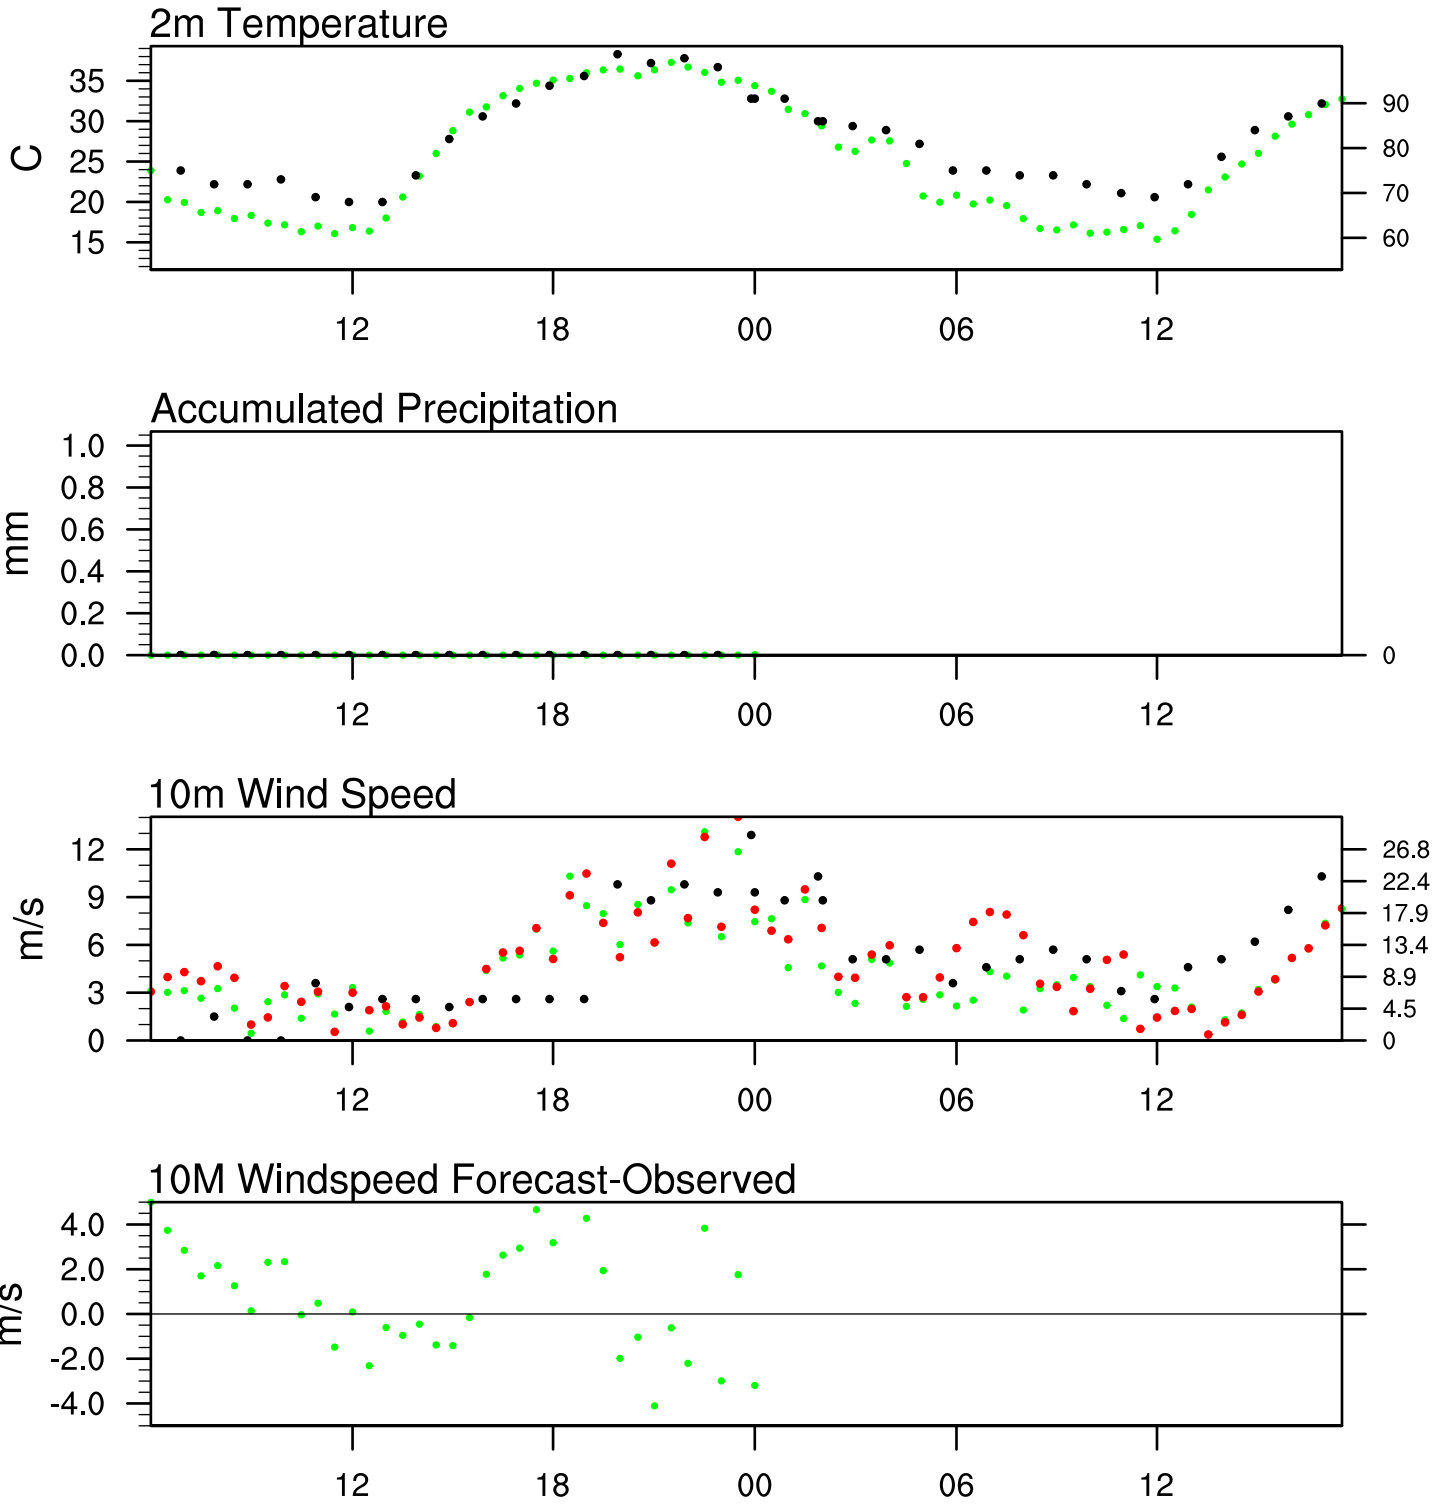 2m Temperature
C
35
30
25
20
15
90
80
70
60
12 18 00 06 12
Accumulated Precipitation
mm
1.0
0.8
0.6
0.4
0.2
0.0
0
12 18 00 06 12
10m Wind Speed
m/s
12
9
6
3
0
26.8
22.4
17.9
13.4
8.9
4.5
0
12 18 00 06 12
10M Windspeed Forecast-Observed
m/s
4.0
2.0
0.0
-2.0
-4.0
12 18 00 06 12